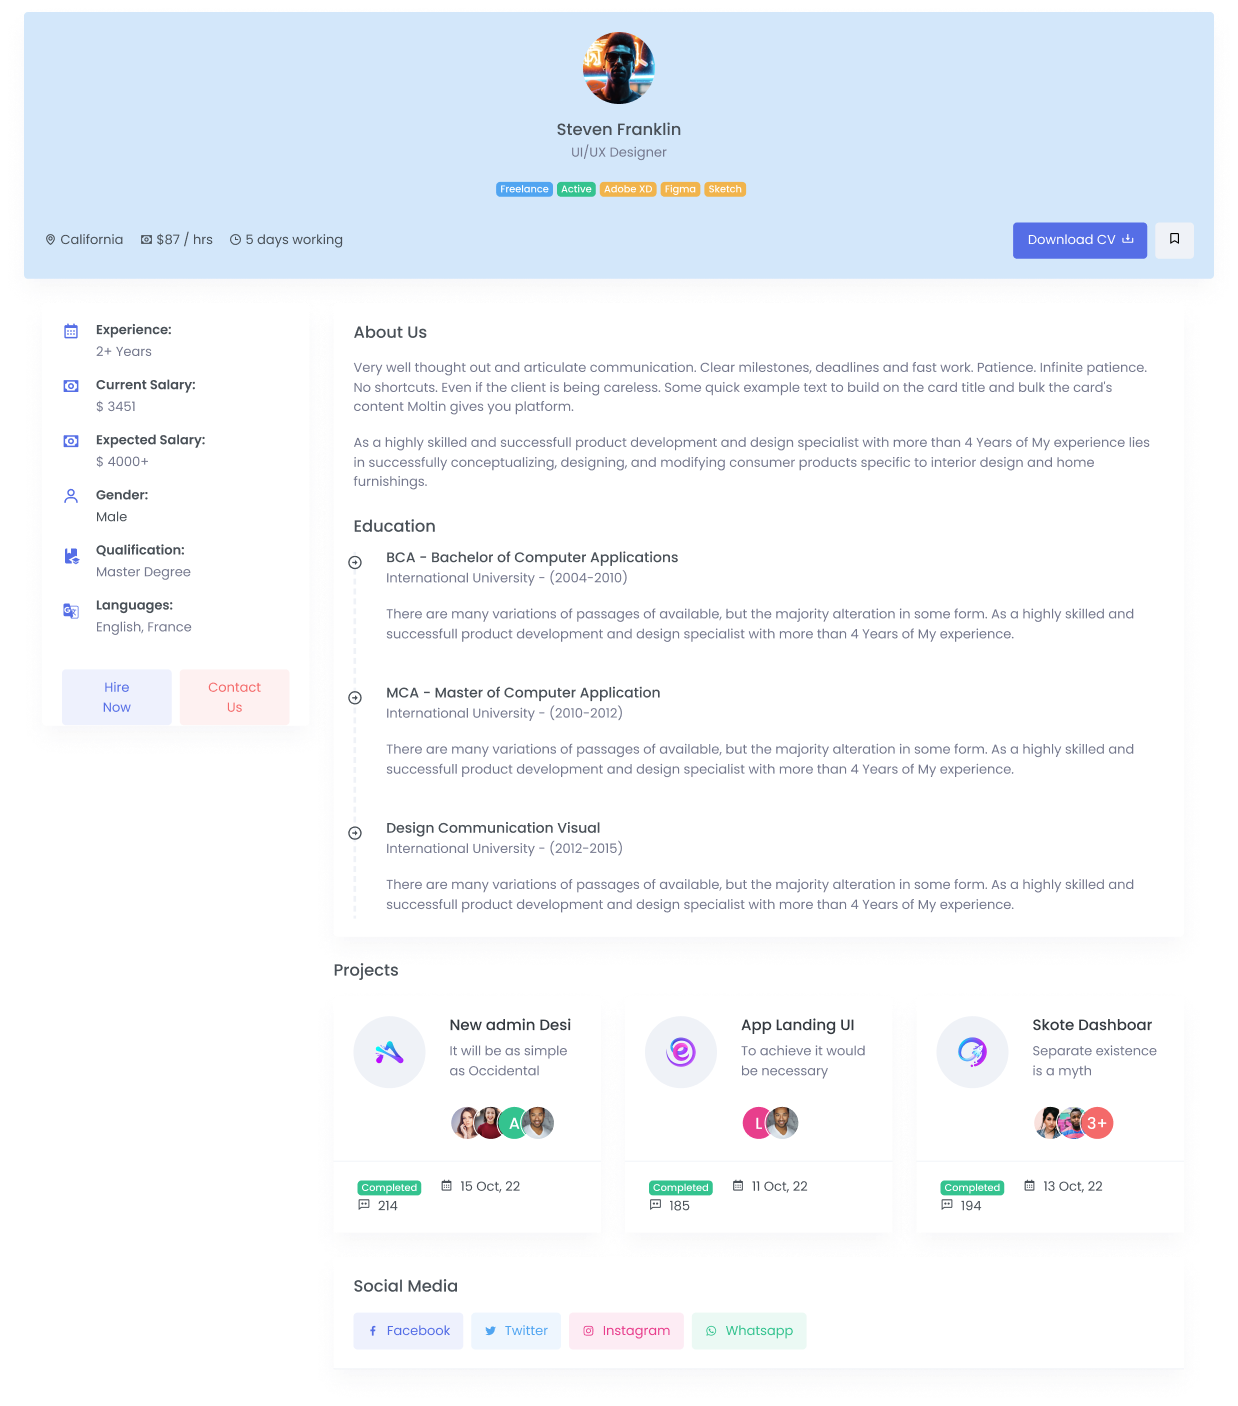 Steven Franklin
UI/UX Designer
Freelance Active Adobe XD Figma Sketch
California $87 / hrs 5 days working
Download CV
Experience:
2+ Years
Current Salary:
$ 3451
Expected Salary:
$ 4000+
Gender:
Male
Qualification:
Master Degree
Languages:
English, France
Hire
Now
Contact
Us
About Us
Very well thought out and articulate communication. Clear milestones, deadlines and fast work. Patience. Infinite patience.
No shortcuts. Even if the client is being careless. Some quick example text to build on the card title and bulk the card's
content Moltin gives you platform.
As a highly skilled and successfull product development and design specialist with more than 4 Years of My experience lies
in successfully conceptualizing, designing, and modifying consumer products specific to interior design and home
furnishings.
Education
BCA - Bachelor of Computer Applications
International University - (2004-2010)
There are many variations of passages of available, but the majority alteration in some form. As a highly skilled and
successfull product development and design specialist with more than 4 Years of My experience.
MCA - Master of Computer Application
International University - (2010-2012)
There are many variations of passages of available, but the majority alteration in some form. As a highly skilled and
successfull product development and design specialist with more than 4 Years of My experience.
Design Communication Visual
International University - (2012-2015)
There are many variations of passages of available, but the majority alteration in some form. As a highly skilled and
successfull product development and design specialist with more than 4 Years of My experience.
Projects
New admin Desi
It will be as simple
as Occidental
A
Completed 15 Oct, 22
214
App Landing UI
To achieve it would
be necessary
L
Completed 11 Oct, 22
185
Skote Dashboar
Separate existence
is a myth
3+
Completed 13 Oct, 22
194
Social Media
Facebook Twitter Instagram Whatsapp